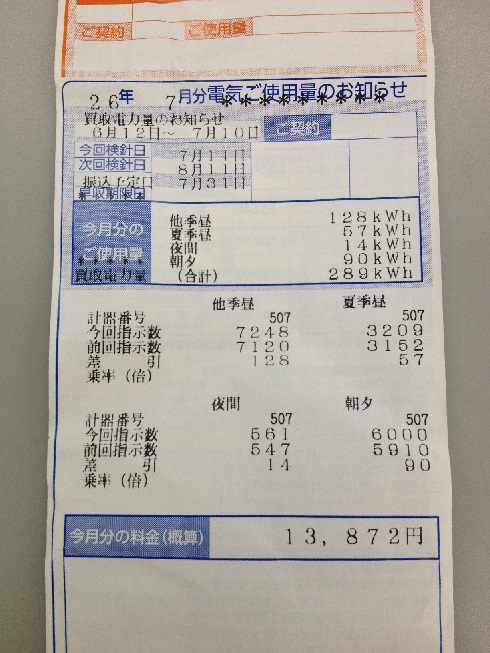 ご契約 ご使用量
26年 7月分電気ご使用量のお知らせ
**********
買取電力量のお知らせ
6月12日~ 7月10日 ご契約
今回検針日 7月11日
次回検針日 8月11日
振込予定日 7月31日
早収期限日
他季昼 128kWh
夏季昼 57kWh
今月分の 夜間 14kWh
ご使用量 朝夕 90kWh
*****
買取電力量 (合計) 289kWh
他季昼 夏季昼
計器番号 507 507
今回指示数 7248 3209
前回指示数 7120 3152
差引 128 57
乗率(倍)
夜間 朝夕
計器番号 507 507
今回指示数 561 6000
前回指示数 547 5910
差引 14 90
乗率(倍)
今月分の料金(概算) 13,872円